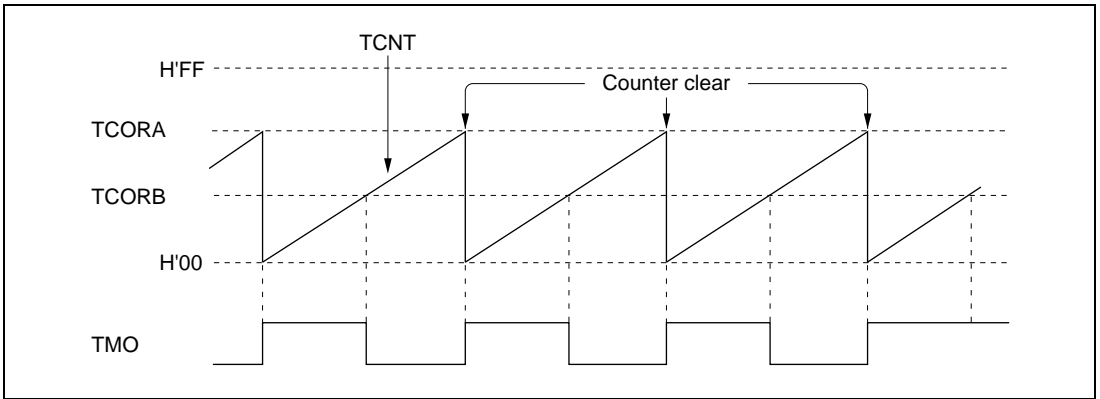 TCNT
H'FF
Counter clear
TCORA
TCORB
H'00
TMO